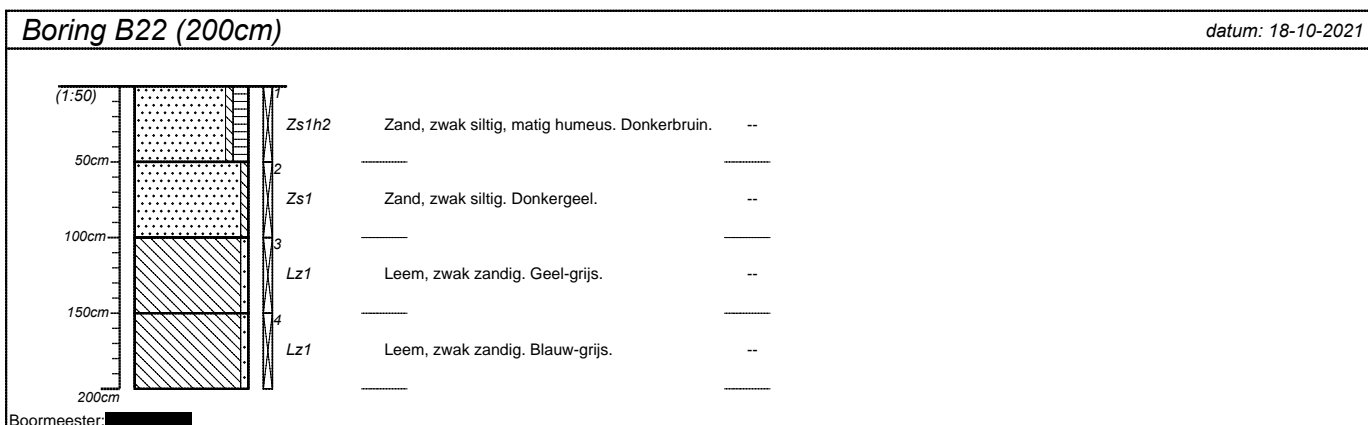 Boring B22 (200cm) datum: 18-10-2021
(1:50)
1
Zs1h2 Zand, zwak siltig, matig humeus. Donkerbruin. --
50cm
2
Zs1 Zand, zwak siltig. Donkergeel. --
100cm
3
Lz1 Leem, zwak zandig. Geel-grijs. --
150cm
4
Lz1 Leem, zwak zandig. Blauw-grijs. --
200cm
Boormeester: